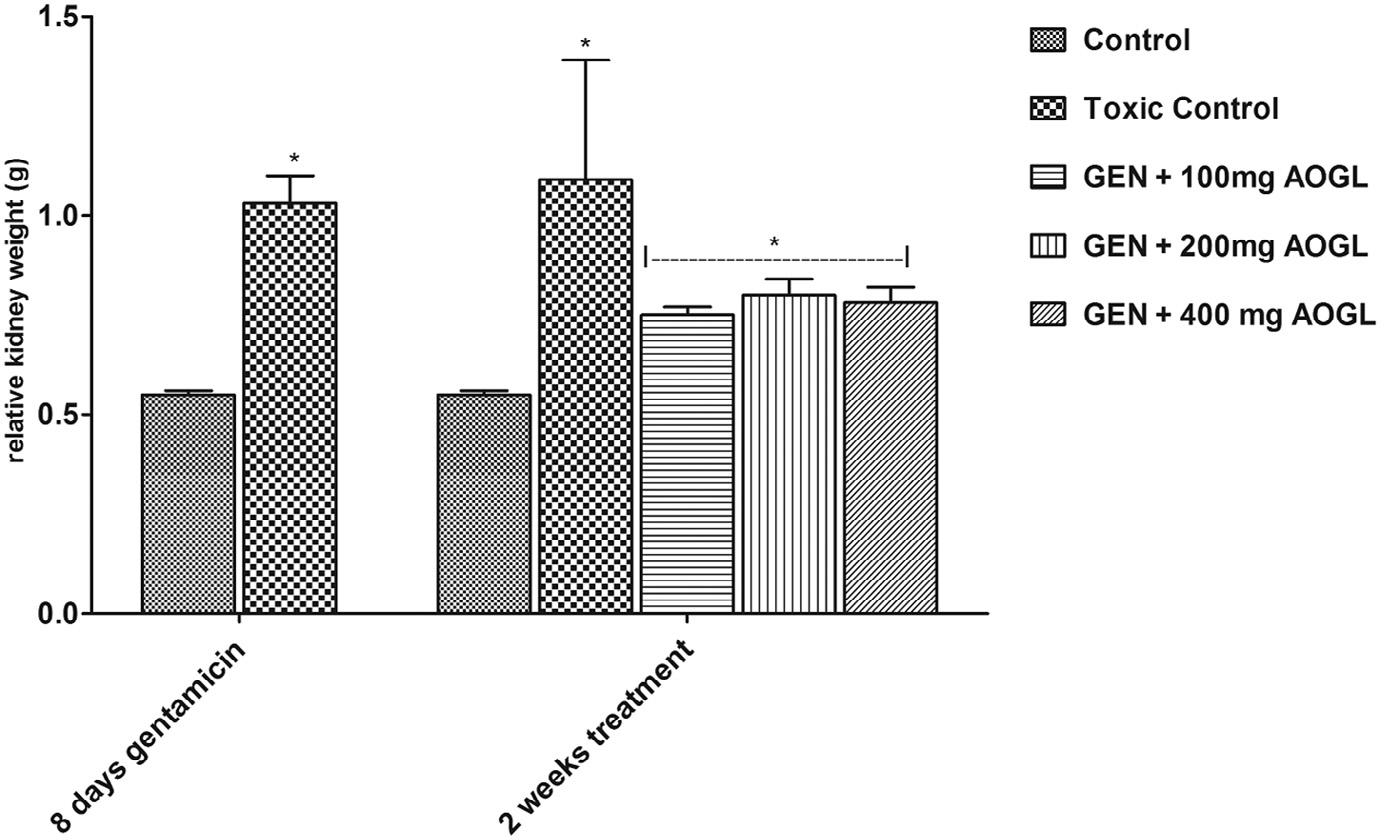 relative kidney weight (g)
1.5
1.0
0.5
0.0
*
*
*
8 days gentamicin
2 weeks treatment
Control
Toxic Control
GEN + 100mg AOGL
GEN + 200mg AOGL
GEN + 400 mg AOGL